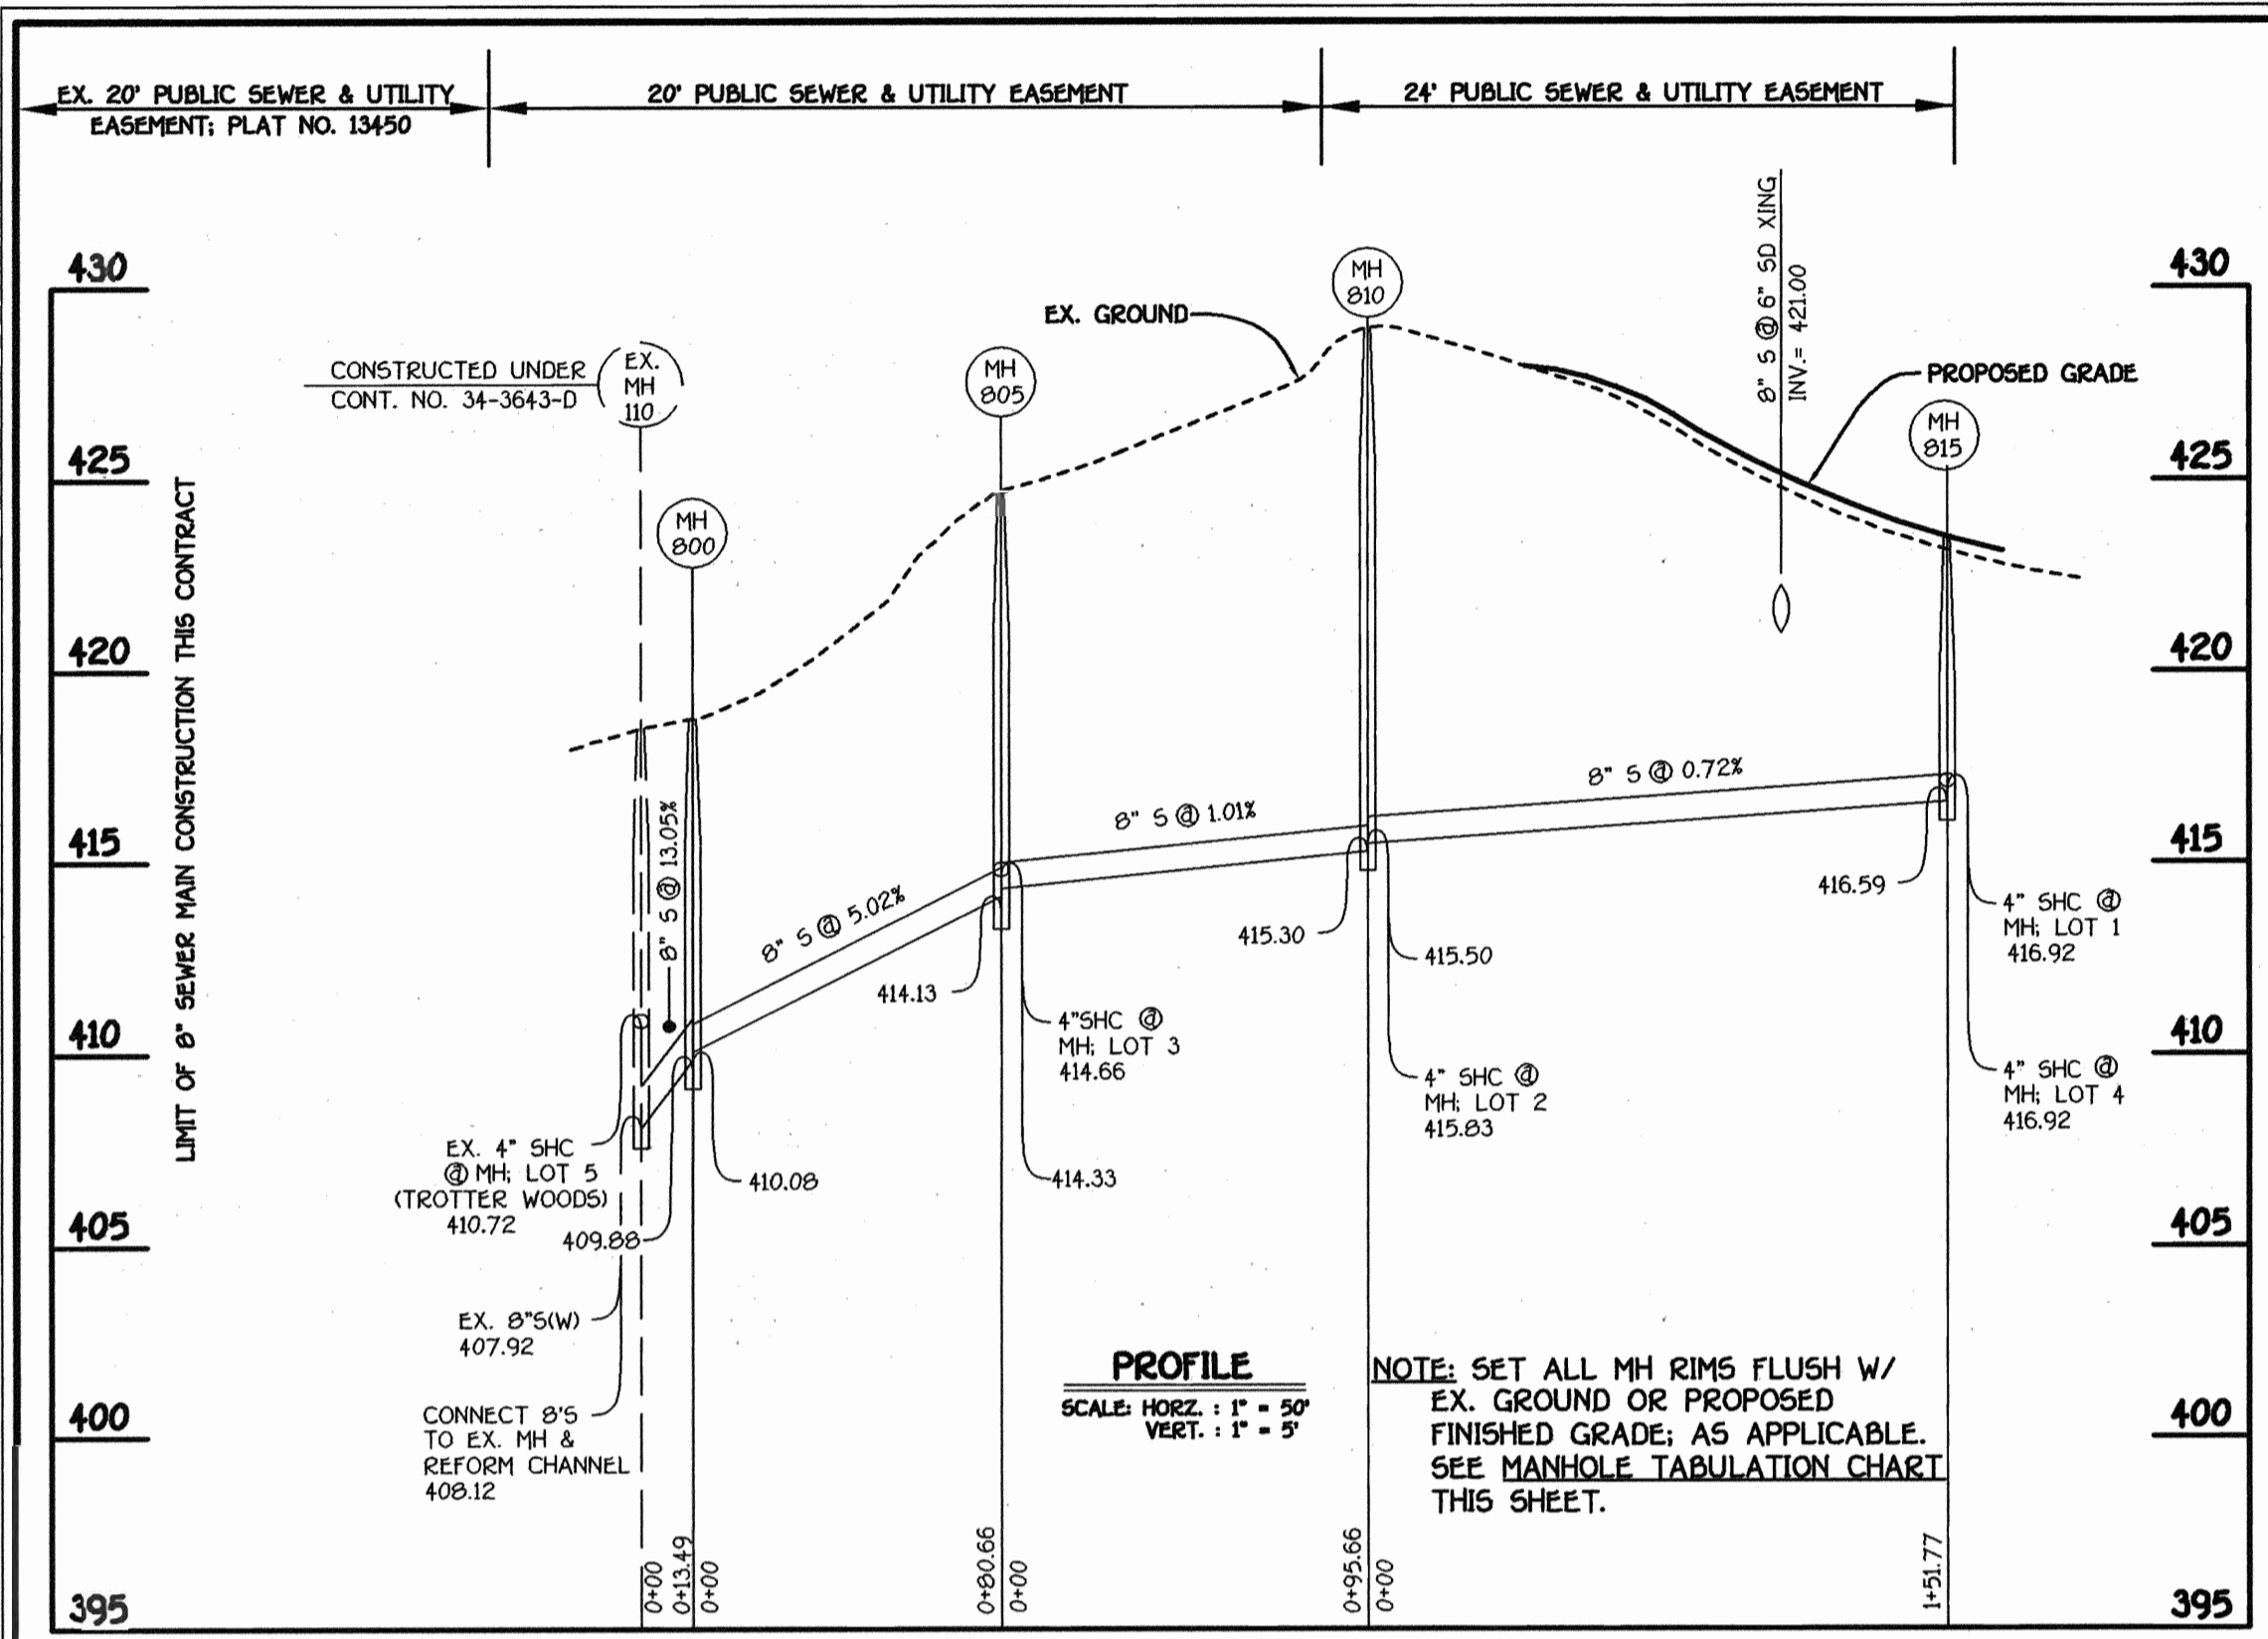 EX. 20' PUBLIC SEWER & UTILITY
EASEMENT; PLAT NO. 13450
20' PUBLIC SEWER & UTILITY EASEMENT
24' PUBLIC SEWER & UTILITY EASEMENT
430
425
420
415
410
405
400
395
LIMIT OF 8" SEWER MAIN CONSTRUCTION THIS CONTRACT
CONSTRUCTED UNDER
CONT. NO. 34-3643-D
EX.
MH
110
MH
800
MH
805
EX. GROUND
MH
810
8" S @ 6" SD XING
INV.= 421.00
PROPOSED GRADE
MH
815
8" S @ 13.05%
8" S @ 5.02%
8" S @ 1.01%
8" S @ 0.72%
EX. 4" SHC
@ MH; LOT 5
(TROTTER WOODS)
410.72
409.88
410.08
EX. 8"S(W)
407.92
CONNECT 8'S
TO EX. MH &
REFORM CHANNEL
408.12
414.13
4"SHC @
MH; LOT 3
414.66
414.33
415.30
415.50
4" SHC @
MH; LOT 2
415.83
416.59
4" SHC @
MH; LOT 1
416.92
4" SHC @
MH; LOT 4
416.92
PROFILE
SCALE: HORZ. : 1" = 50'
VERT. : 1" = 5'
NOTE: SET ALL MH RIMS FLUSH W/
EX. GROUND OR PROPOSED
FINISHED GRADE; AS APPLICABLE.
SEE MANHOLE TABULATION CHART
THIS SHEET.
0+00
0+13.49
0+00
0+80.66
0+00
0+95.66
0+00
1+51.77
430
425
420
415
410
405
400
395